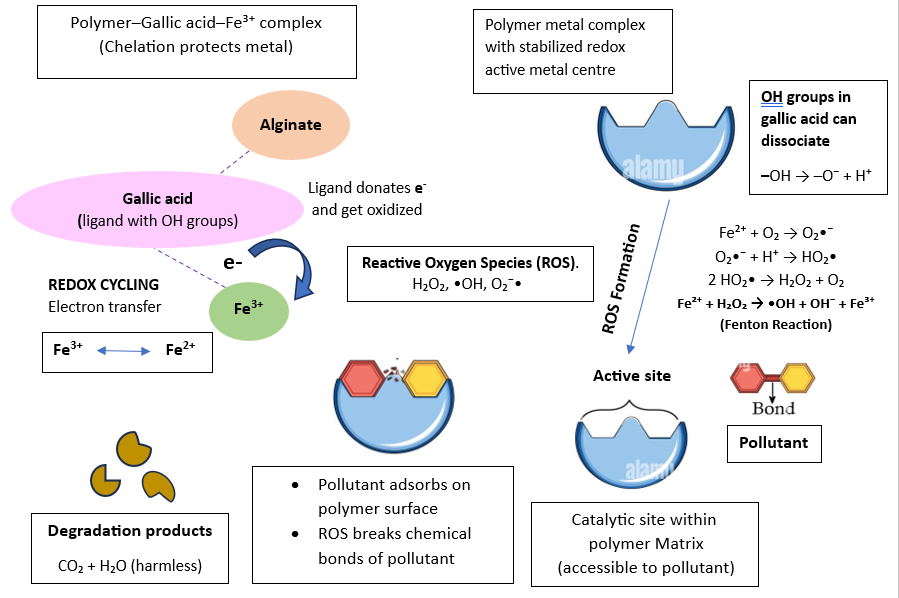 Polymer–Gallic acid–Fe³⁺ complex
(Chelation protects metal)
Polymer metal complex
with stabilized redox
active metal centre
OH groups in
gallic acid can
dissociate
–OH → –O⁻ + H⁺
Alginate
alamy
Gallic acid
(ligand with OH groups)
Ligand donates e⁻
and get oxidized
e-
REDOX CYCLING
Electron transfer
Fe³⁺
Fe³⁺ Fe²⁺
Reactive Oxygen Species (ROS).
H₂O₂, •OH, O₂⁻•
ROS Formation
Fe²⁺ + O₂ → O₂•⁻
O₂•⁻ + H⁺ → HO₂•
2 HO₂• → H₂O₂ + O₂
Fe²⁺ + H₂O₂ → •OH + OH⁻ + Fe³⁺
(Fenton Reaction)
Active site
Bond
Pollutant
alamy
• Pollutant adsorbs on
polymer surface
• ROS breaks chemical
bonds of pollutant
Catalytic site within
polymer Matrix
(accessible to pollutant)
Degradation products
CO₂ + H₂O (harmless)